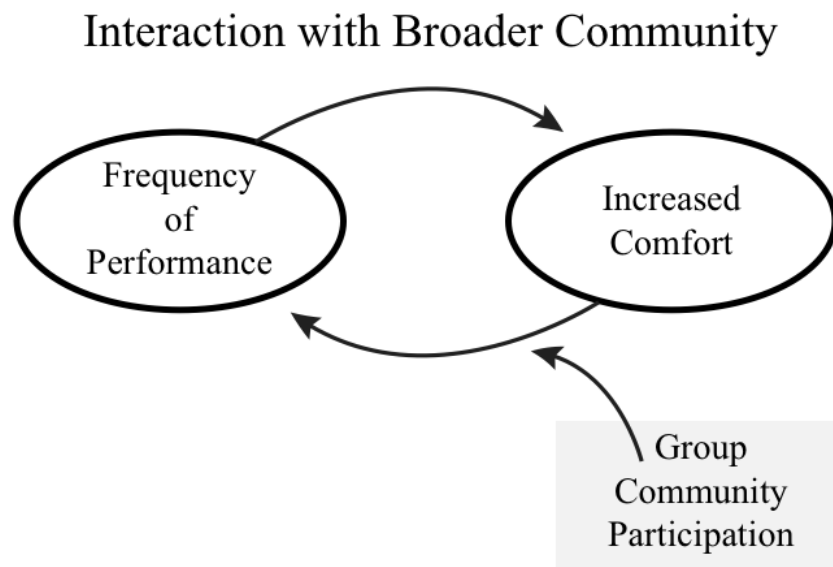 Interaction with Broader Community
Frequency
of
Performance
Increased
Comfort
Group
Community
Participation